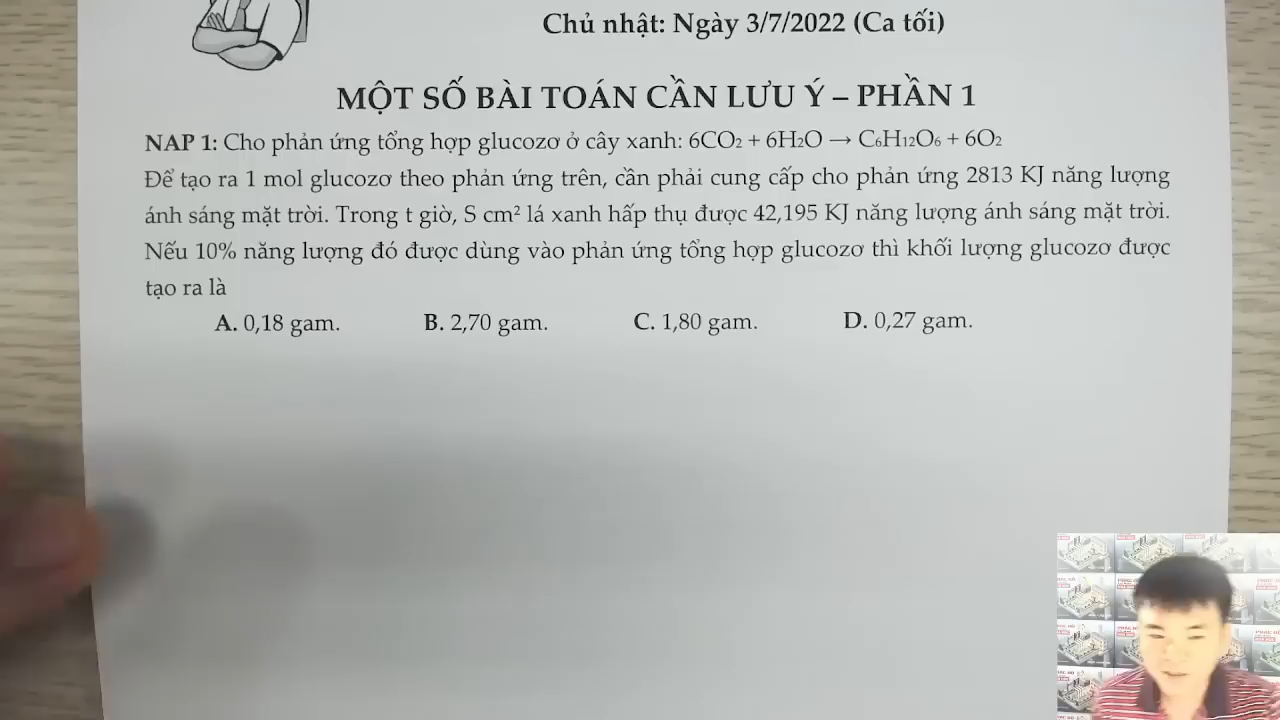 Chủ nhật: Ngày 3/7/2022 (Ca tối)
MỘT SỐ BÀI TOÁN CẦN LƯU Ý – PHẦN 1
NAP 1: Cho phản ứng tổng hợp glucozơ ở cây xanh: 6CO₂ + 6H₂O → C₆H₁₂O₆ + 6O₂
Để tạo ra 1 mol glucozơ theo phản ứng trên, cần phải cung cấp cho phản ứng 2813 KJ năng lượng
ánh sáng mặt trời. Trong t giờ, S cm² lá xanh hấp thụ được 42,195 KJ năng lượng ánh sáng mặt trời.
Nếu 10% năng lượng đó được dùng vào phản ứng tổng hợp glucozơ thì khối lượng glucozơ được
tạo ra là
A. 0,18 gam. B. 2,70 gam. C. 1,80 gam. D. 0,27 gam.